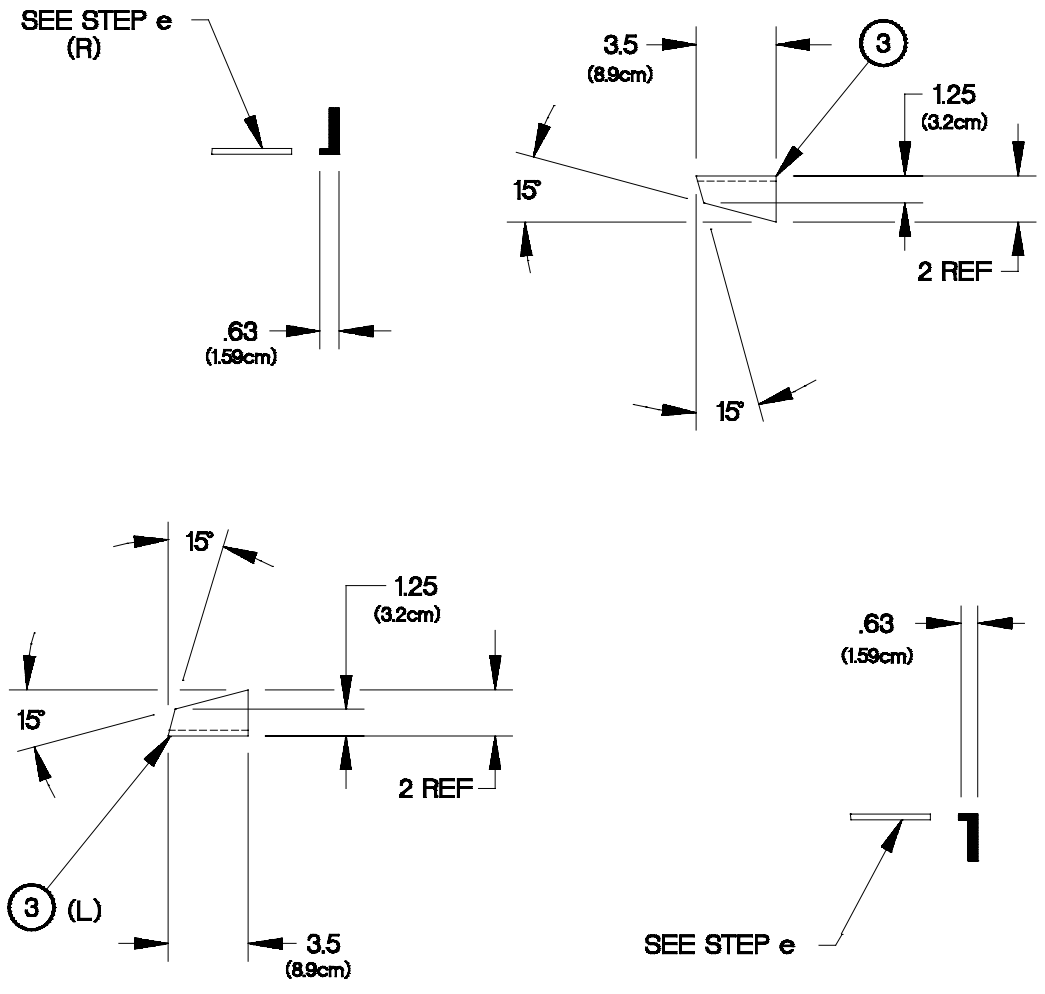 SEE STEP e
(R)
3.5
(8.9cm)
3
1.25
(3.2cm)
15°
2 REF
.63
(1.59cm)
15°
15°
1.25
(3.2cm)
.63
(1.59cm)
15°
2 REF
3 (L)
SEE STEP e
3.5
(8.9cm)